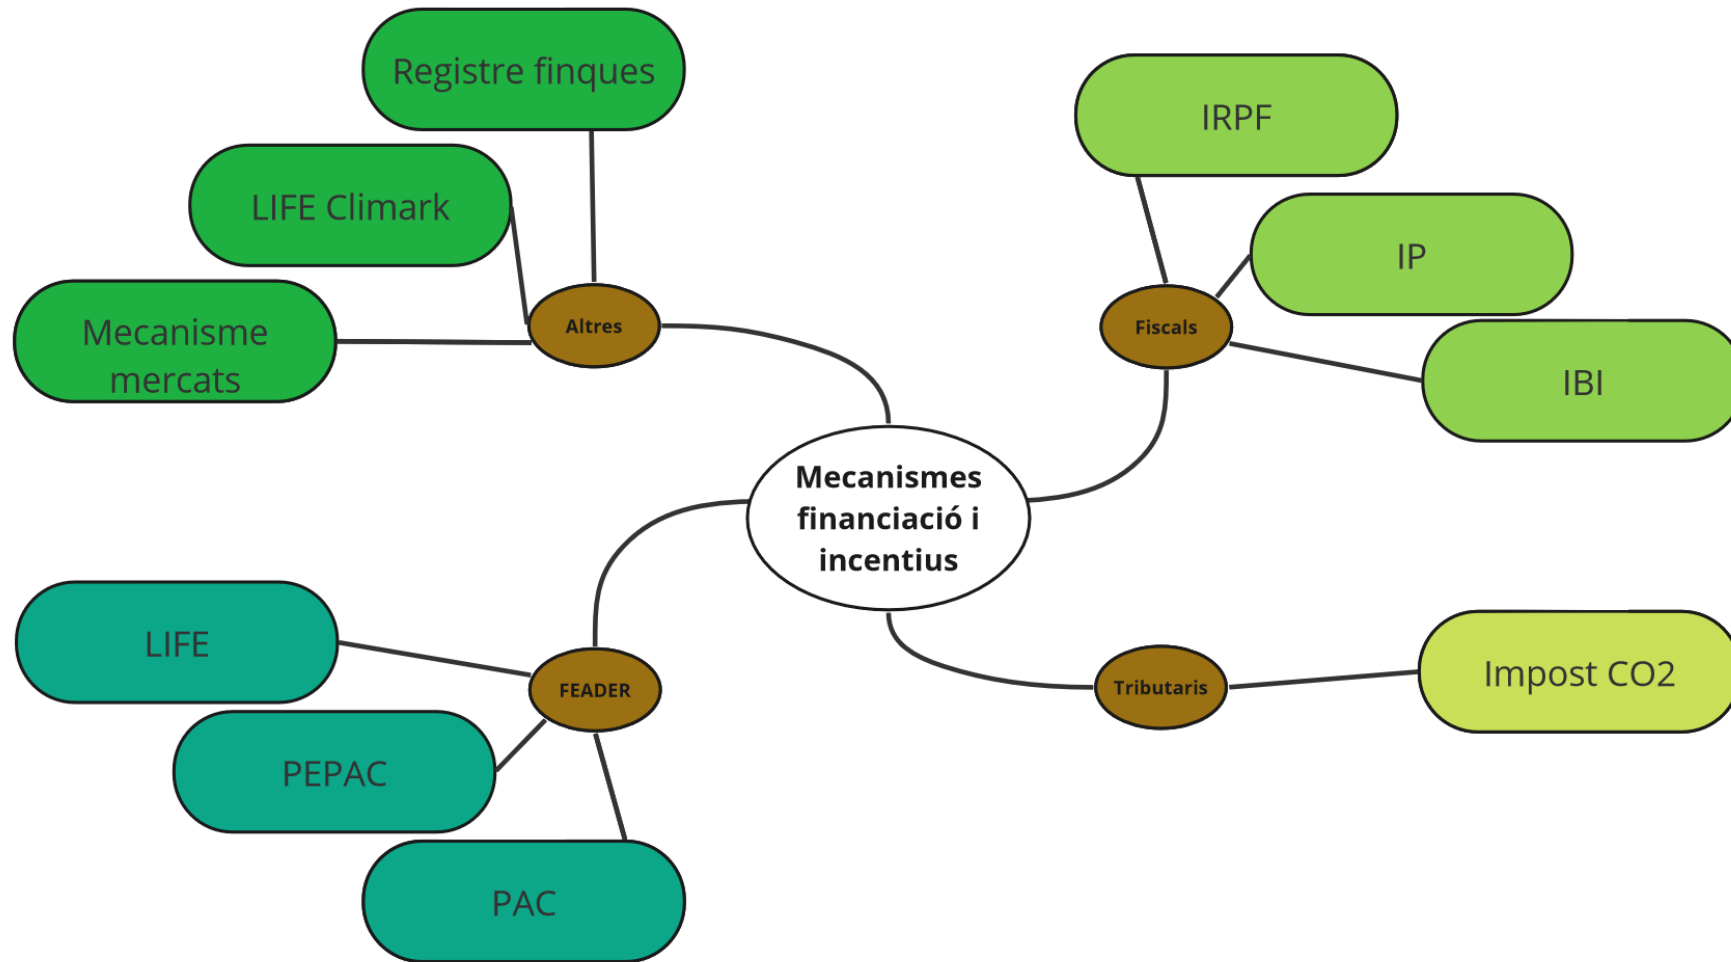 Registre finques
LIFE Climark
Mecanisme
mercats
Altres
IRPF
IP
IBI
Fiscals
Mecanismes
financiació i
incentius
LIFE
PEPAC
PAC
FEADER
Tributaris
Impost CO2